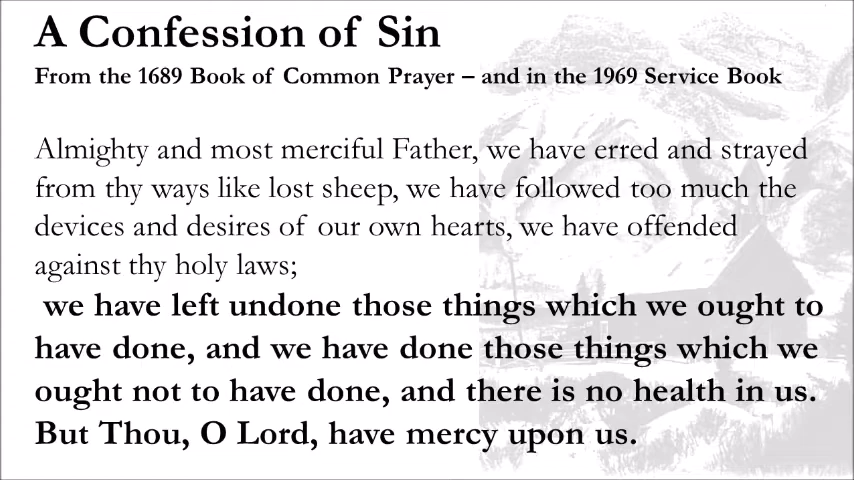 A Confession of Sin
From the 1689 Book of Common Prayer – and in the 1969 Service Book
Almighty and most merciful Father, we have erred and strayed
from thy ways like lost sheep, we have followed too much the
devices and desires of our own hearts, we have offended
against thy holy laws;
we have left undone those things which we ought to
have done, and we have done those things which we
ought not to have done, and there is no health in us.
But Thou, O Lord, have mercy upon us.